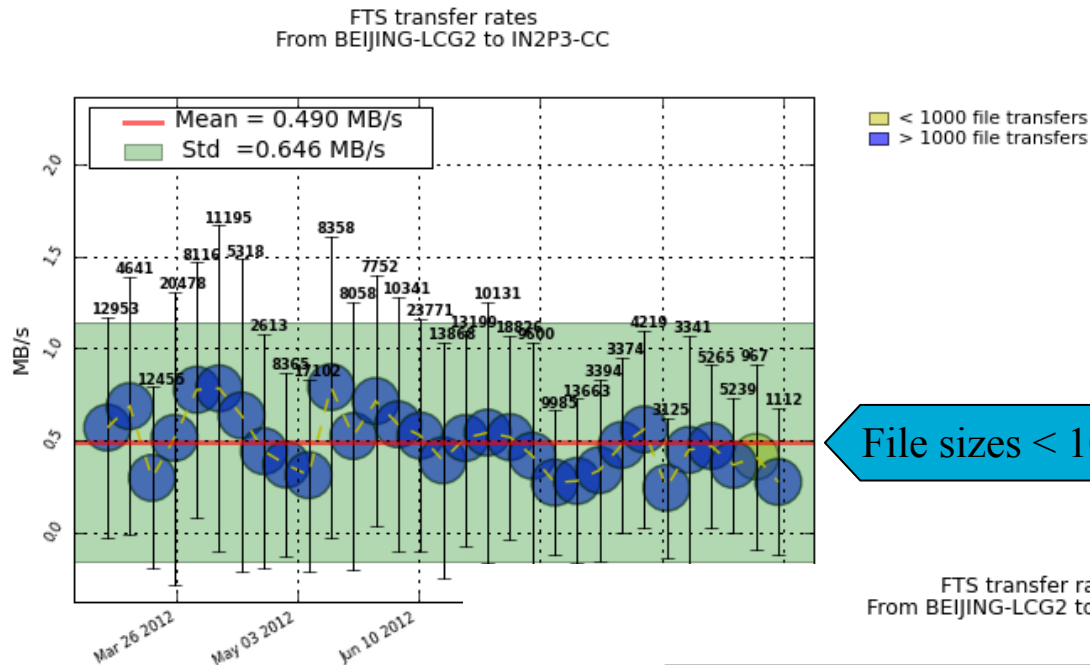 FTS transfer rates
From BEIJING-LCG2 to IN2P3-CC
Mean = 0.490 MB/s
Std =0.646 MB/s
< 1000 file transfers
> 1000 file transfers
2.0
1.5
1.0
0.5
0.0
MB/s
12953
4641
12455
20478
8116
11195
5318
2613
8365
17102
8358
8058
7752
10341
23771
13868
13199
10131
18826
9600
9985
13663
3394
3374
4219
3125
3341
5265
5239
967
1112
File sizes < 1
Mar 26 2012
May 03 2012
Jun 10 2012
FTS transfer ra
From BEIJING-LCG2 to